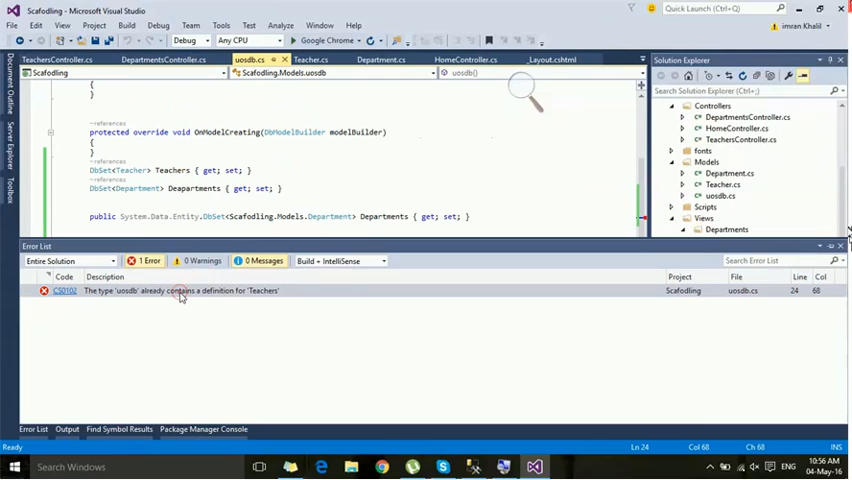 Scafodling - Microsoft Visual Studio
Quick Launch (Ctrl+Q)
File Edit View Project Build Debug Team Tools Test Analyze Window Help
imran Khalil
Debug Any CPU Google Chrome
TeachersController.cs DepartmentsController.cs uosdb.cs Teacher.cs Department.cs HomeController.cs _Layout.cshtml
Solution Explorer
Scafodling Scafodling.Models.uosdb uosdb()
Search Solution Explorer (Ctrl+;)
Document Outline
Server Explorer
Toolbox
{
}
references
protected override void OnModelCreating(DbModelBuilder modelBuilder)
{
}
references
DbSet<Teacher> Teachers { get; set; }
references
DbSet<Department> Deapartments { get; set; }
public System.Data.Entity.DbSet<Scafodling.Models.Department> Departments { get; set; }
Controllers
DepartmentsController.cs
HomeController.cs
TeachersController.cs
fonts
Models
Department.cs
Teacher.cs
uosdb.cs
Scripts
Views
Departments
Error List
Entire Solution 1 Error 0 Warnings 0 Messages Build + IntelliSense Search Error List
Code Description Project File Line Col
CS0102 The type 'uosdb' already contains a definition for 'Teachers' Scafodling uosdb.cs 24 68
Error List Output Find Symbol Results Package Manager Console
Ln 24 Col 68 Ch 68 INS
Search Windows
ENG
10:56 AM
04-May-16